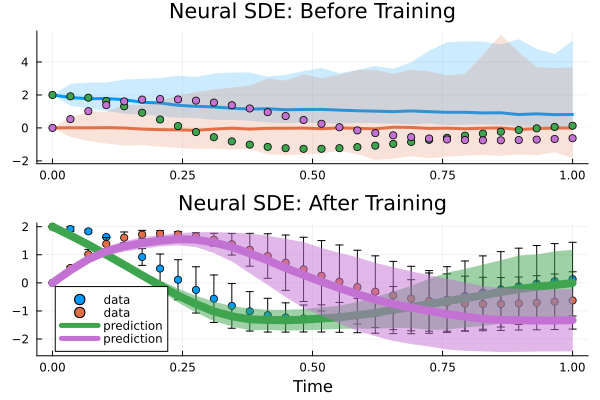 Neural SDE: Before Training
4
2
0
−2
0.00 0.25 0.50 0.75 1.00
Neural SDE: After Training
2
1
0
−1
−2
data
data
prediction
prediction
0.00 0.25 0.50 0.75 1.00
Time